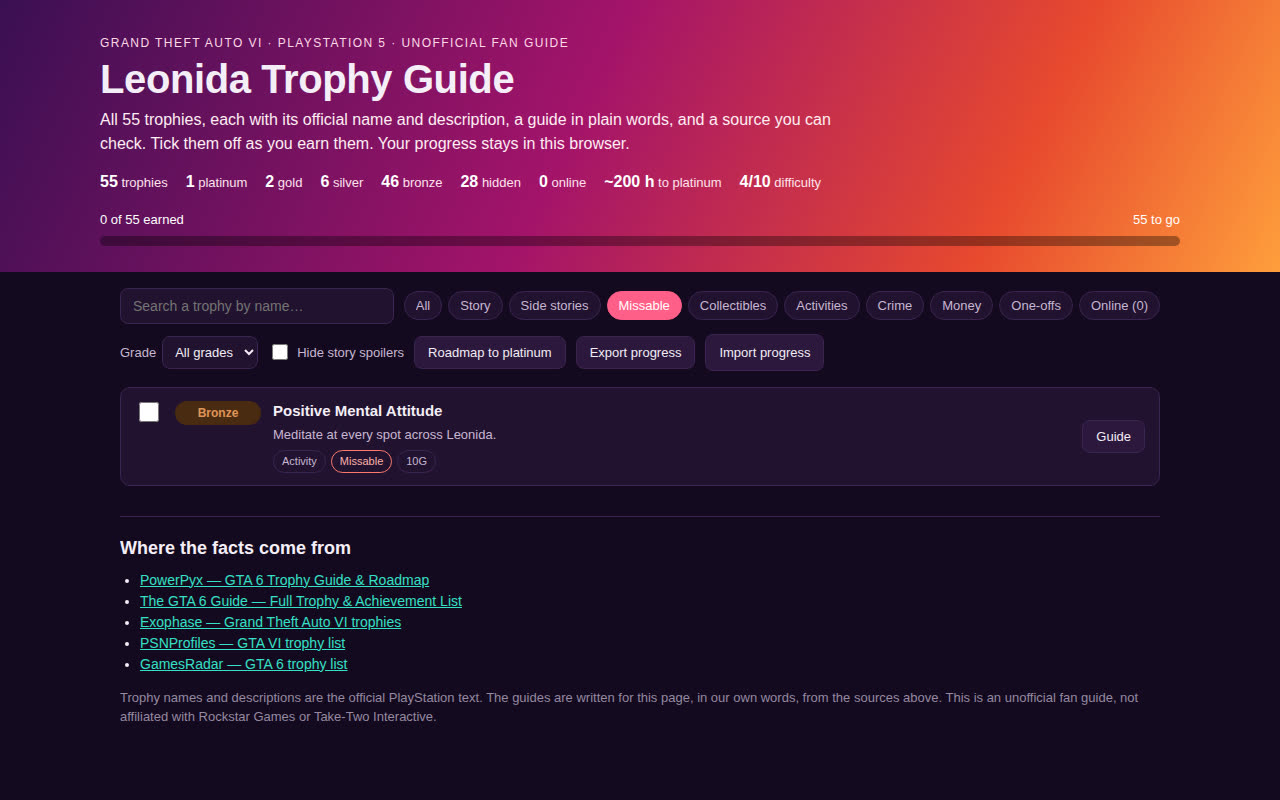 GRAND THEFT AUTO VI · PLAYSTATION 5 · UNOFFICIAL FAN GUIDE
Leonida Trophy Guide
All 55 trophies, each with its official name and description, a guide in plain words, and a source you can
check. Tick them off as you earn them. Your progress stays in this browser.
55 trophies 1 platinum 2 gold 6 silver 46 bronze 28 hidden 0 online ~200 h to platinum 4/10 difficulty
0 of 55 earned 55 to go
Search a trophy by name… All Story Side stories Missable Collectibles Activities Crime Money One-offs Online (0)
Grade All grades Hide story spoilers Roadmap to platinum Export progress Import progress
Bronze Positive Mental Attitude
Meditate at every spot across Leonida.
Guide
Activity Missable 10G
Where the facts come from
• PowerPyx — GTA 6 Trophy Guide & Roadmap
• The GTA 6 Guide — Full Trophy & Achievement List
• Exophase — Grand Theft Auto VI trophies
• PSNProfiles — GTA VI trophy list
• GamesRadar — GTA 6 trophy list
Trophy names and descriptions are the official PlayStation text. The guides are written for this page, in our own words, from the sources above. This is an unofficial fan guide, not
affiliated with Rockstar Games or Take-Two Interactive.